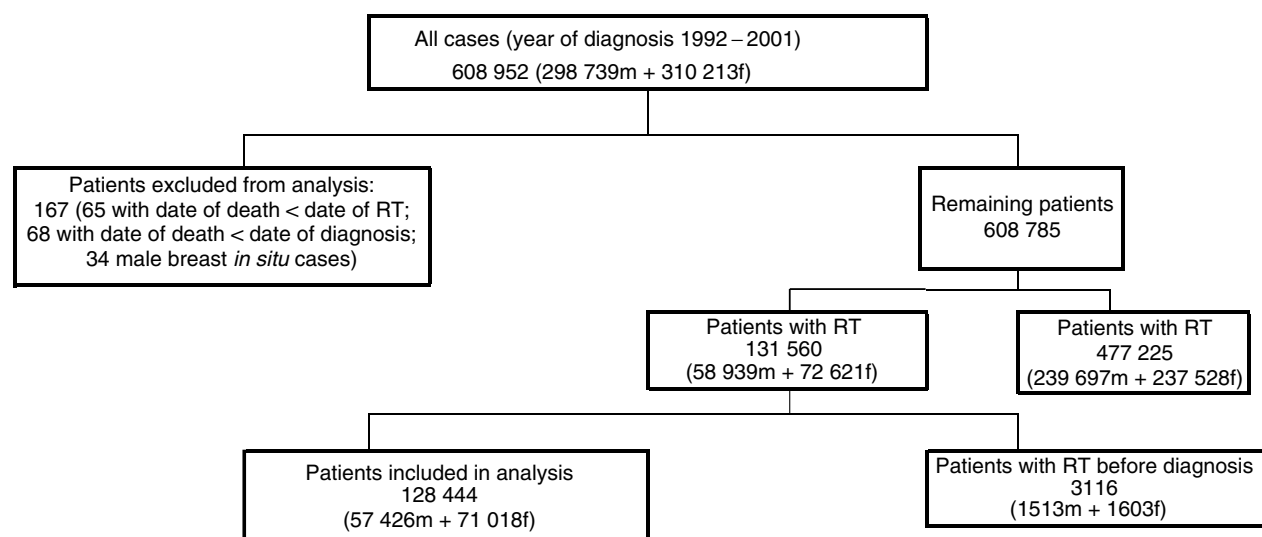 All cases (year of diagnosis 1992 – 2001)
608 952 (298 739m + 310 213f)
Patients excluded from analysis:
167 (65 with date of death < date of RT;
68 with date of death < date of diagnosis;
34 male breast in situ cases)
Remaining patients
608 785
Patients with RT
131 560
(58 939m + 72 621f)
Patients with RT
477 225
(239 697m + 237 528f)
Patients included in analysis
128 444
(57 426m + 71 018f)
Patients with RT before diagnosis
3116
(1513m + 1603f)